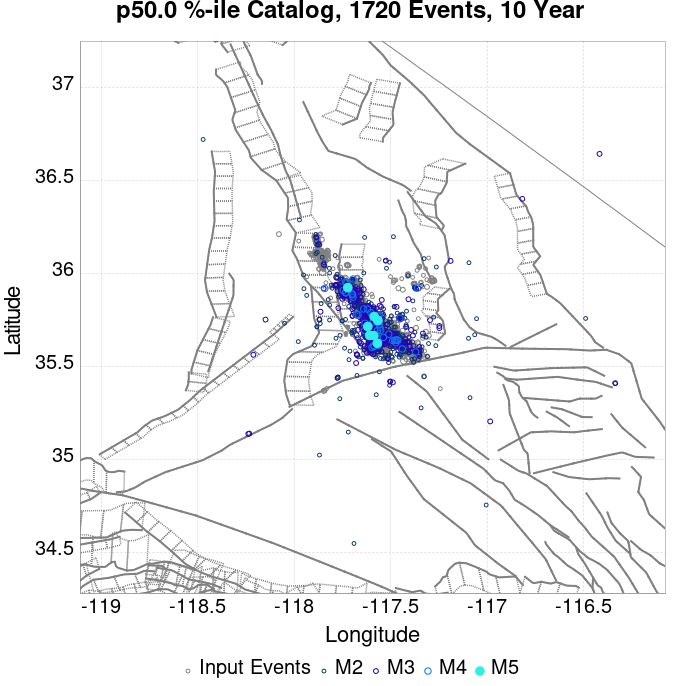 p50.0 %-ile Catalog, 1720 Events, 10 Year
37
36.5
36
35.5
35
34.5
Latitude
-119
-118.5
-118
-117.5
-117
-116.5
Longitude
Input Events
M2
M3
M4
M5